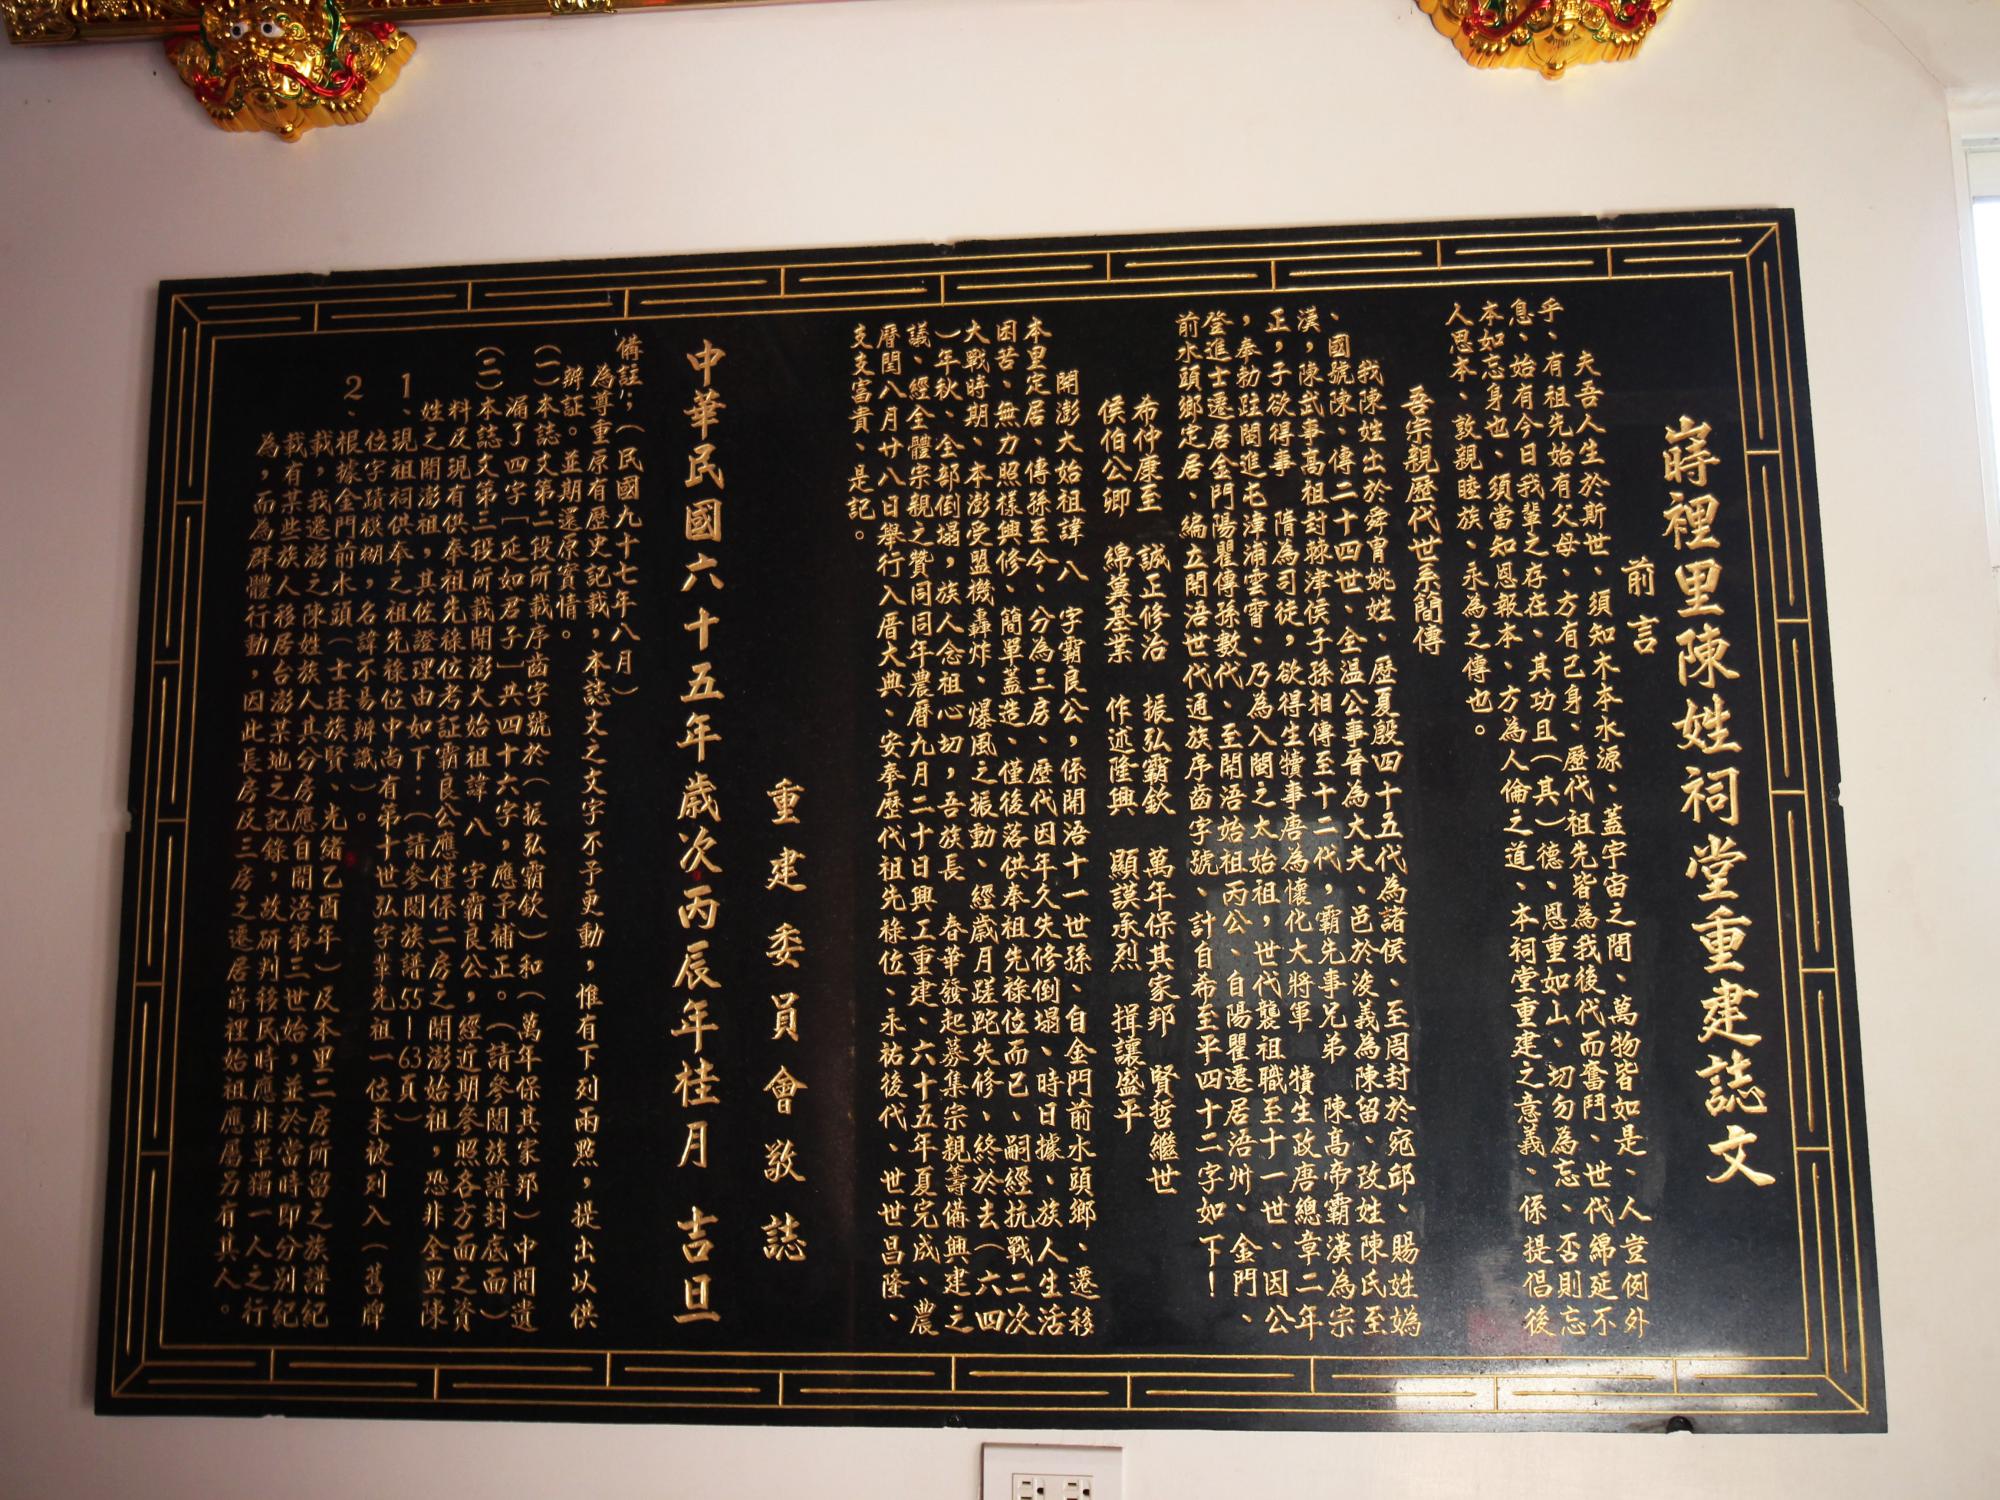 嵵裡里陳姓祠堂重建誌文
前言
夫吾人生於斯世、須知木本水源、蓋宇宙之間、萬物皆如是、人豈例外
乎、有祖先始有父母、方有己身、歷代祖先皆為我後代而奮鬥、世代綿延不
息、始有今日我輩之存在、其功且(其)德、恩重如山、切勿為忘、否則忘
本如忘身也、須當知恩報本、方為人倫之道、本祠堂重建之意義、係提倡後
人思本、敦親睦族、永為之傳也。
吾宗親歷代世系簡傳
我陳姓出於舜冑姚姓、歷夏殷四十五代為諸侯、至周封於宛邱、賜姓媯
、國號陳、傳二十四世、全温公事晉為大夫、邑於浚義為陳留、改姓陳氏至
漢，陳武事高祖封棘津侯子孫相傳至十二代，霸先事兄弟　陳高帝霸漢為宗
正，子欲得事　隋為司徒，欲得生犢事唐為懷化大將軍　犢生政唐總章二年
，奉勅跓閩進屯漳浦雲霄、乃為入閩之太始祖，世代襲祖職至十一世、因公
登進士遷居金門陽瞿傳孫數代、至開浯始祖丙公、自陽瞿遷居浯州、金門、
前水頭鄉定居、編立開浯世代通族序齒字號、計自希至平四十二字如下！
希仲康至　誠正修治　振弘霸欽　萬年保其家邦　賢哲繼世
侯伯公卿　綿奠基業　作述隆興　顯謨承烈　揖讓盛平
開澎大始祖諱　八　字霸良公，係開浯十一世孫、自金門前水頭鄉、遷移
本里定居、傳孫至今、分為三房、歷代因年久失修倒塌、時日據、族人生活
困苦、無力照樣興修、簡單蓋造、僅後落供奉祖先祿位而已、嗣經抗戰二次
大戰時期、本澎受盟機轟炸、爆風之振動、經歲月蹉跎失修、終於去(六四
)年秋、全部倒塌，族人念祖心切，吾族長　春華發起募集宗親籌備興建之
議、經全體宗親之贊同同年農曆九月二十日興工重建、六十五年夏完成、農
曆閏八月廿八日舉行入厝大典、安奉歷代祖先祿位、永祐後代、世世昌隆、
支支富貴、是記。
重建委員會敬誌
中華民國六十五年歲次丙辰年桂月　吉旦
備註；(民國九十七年八月)
為尊重原有歷史記載，本誌文之文字不予更動，惟有下列兩點，提出以供
辨証。並期還原實情。
(一)本誌文第二段所載序齒字號於(振弘霸欽)和(萬年保其家邦)中間遺
漏了四字「延如君子」共四十六字，應予補正。(請參閱族譜封底面)
(二)本誌文第三段所載開澎大始祖諱　八　字霸良公，經近期參照各方面之資
料及現有供奉祖先祿位考証霸良公應僅係二房之開澎始祖，恐非全里陳
姓之開澎祖，其佐證理由如下：(請參閱族譜55—63頁)
1、現祖祠供奉之祖先祿位中尚有第十世弘字輩先祖一位未被列入(舊牌
位字蹟模糊，名諱不易辨識)。
2、根據金門前水頭(士珪族賢、光緒乙酉年)及本里二房所留之族譜紀
載，我遷澎之陳姓族人其分房應自開浯第三世始，並於當時即分別紀
載有某些族人移居台澎某地之記錄，故研判移民時應非單獨一人之行
為，而為群體行動，因此長房及三房之遷居嵵裡始祖應屬另有其人。